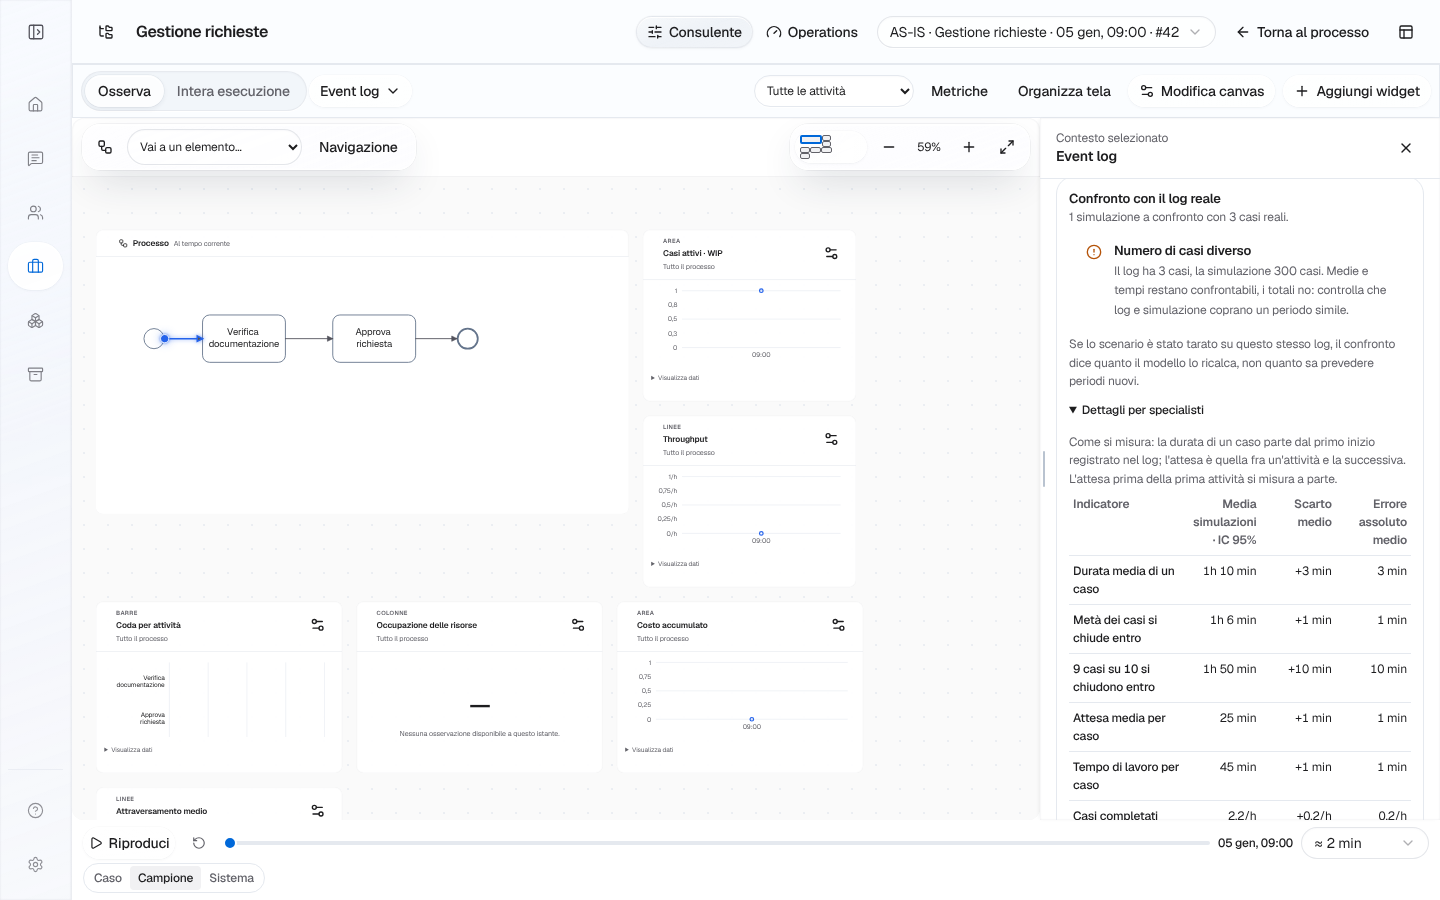 Gestione richieste
Consulente
Operations
AS-IS · Gestione richieste · 05 gen, 09:00 · #42
Torna al processo
Osserva
Intera esecuzione
Event log
Tutte le attività
Metriche
Organizza tela
Modifica canvas
Aggiungi widget
Vai a un elemento...
Navigazione
59%
Processo Al tempo corrente
Verifica
documentazione
Approva
richiesta
AREA
Casi attivi · WIP
Tutto il processo
1
0,8
0,5
0,3
0
09:00
Visualizza dati
LINEE
Throughput
Tutto il processo
1/h
0,75/h
0,5/h
0,25/h
0/h
09:00
Visualizza dati
BARRE
Coda per attività
Tutto il processo
Verifica
documentazione
Approva
richiesta
Visualizza dati
COLONNE
Occupazione delle risorse
Tutto il processo
—
Nessuna osservazione disponibile a questo istante.
AREA
Costo accumulato
Tutto il processo
1
0,75
0,5
0,25
0
09:00
Visualizza dati
LINEE
Attraversamento medio
Contesto selezionato
Event log
Confronto con il log reale
1 simulazione a confronto con 3 casi reali.
Numero di casi diverso
Il log ha 3 casi, la simulazione 300 casi. Medie e
tempi restano confrontabili, i totali no: controlla che
log e simulazione coprano un periodo simile.
Se lo scenario è stato tarato su questo stesso log, il confronto
dice quanto il modello lo ricalca, non quanto sa prevedere
periodi nuovi.
Dettagli per specialisti
Come si misura: la durata di un caso parte dal primo inizio
registrato nel log; l'attesa è quella fra un'attività e la successiva.
L'attesa prima della prima attività si misura a parte.
Indicatore
Media
simulazioni
· IC 95%
Scarto
medio
Errore
assoluto
medio
Durata media di un
caso
1h 10 min
+3 min
3 min
Metà dei casi si
chiude entro
1h 6 min
+1 min
1 min
9 casi su 10 si
chiudono entro
1h 50 min
+10 min
10 min
Attesa media per
caso
25 min
+1 min
1 min
Tempo di lavoro per
caso
45 min
+1 min
1 min
Casi completati
2,2/h
+0,2/h
0,2/h
Riproduci
05 gen, 09:00
≈ 2 min
Caso
Campione
Sistema